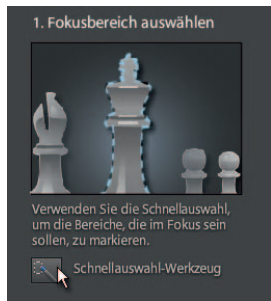 1. Fokusbereich auswählen
Verwenden Sie die Schnellauswahl,
um die Bereiche, die im Fokus sein
sollen, zu markieren.
Schnellauswahl-Werkzeug